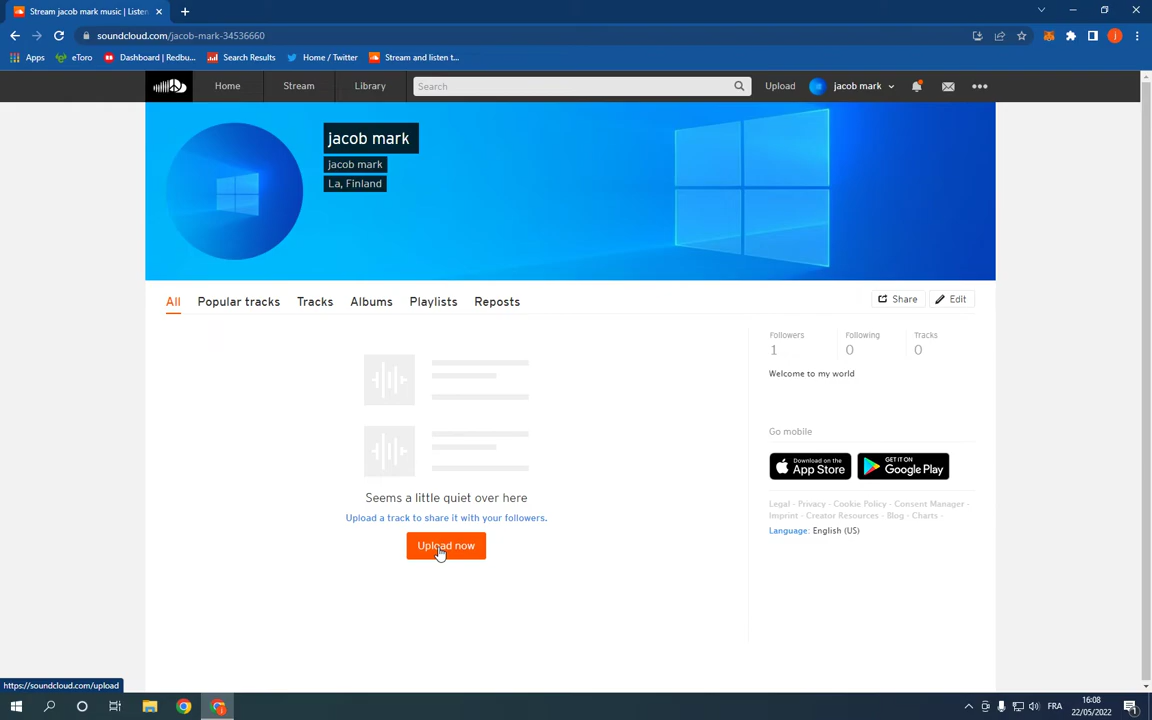 Stream jacob mark music | Listen
soundcloud.com/jacob-mark-34536660
Apps
eToro
Dashboard | Redbu...
Search Results
Home / Twitter
Stream and listen t...
Home
Stream
Library
Search
Upload
jacob mark
jacob mark
jacob mark
La, Finland
All
Popular tracks
Tracks
Albums
Playlists
Reposts
Share
Edit
Followers
Following
Tracks
1
0
0
Welcome to my world
Go mobile
Download on the
App Store
GET IT ON
Google Play
Legal - Privacy - Cookie Policy - Consent Manager -
Imprint - Creator Resources - Blog - Charts -
Language: English (US)
Seems a little quiet over here
Upload a track to share it with your followers.
Upload now
https://soundcloud.com/upload
FRA
16:08
22/05/2022